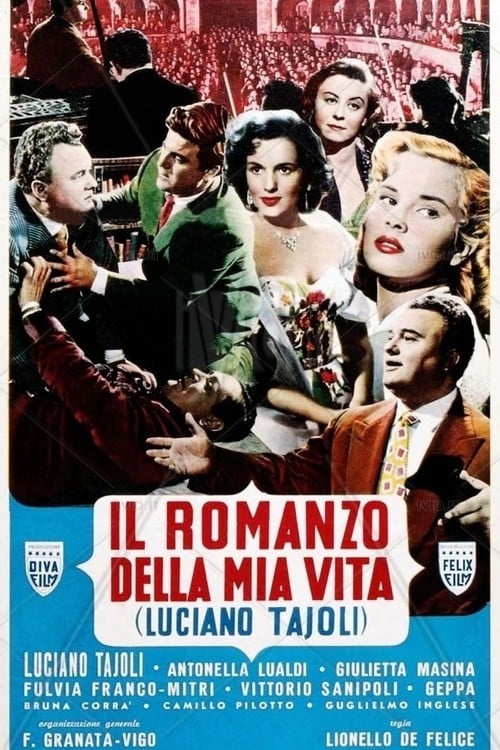 IL ROMANZO
DELLA MIA VITA
(LUCIANO TAJOLI)
PRODUZIONE
DIVA
FILM
FELIX
FILM
LUCIANO TAJOLI · ANTONELLA LUALDI · GIULIETTA MASINA
FULVIA FRANCO-MITRI · VITTORIO SANIPOLI · GEPPA
BRUNA CORRA' · CAMILLO PILOTTO · GUGLIELMO INGLESE
organizzazione generale
F. GRANATA-VIGO
regia
LIONELLO DE FELICE